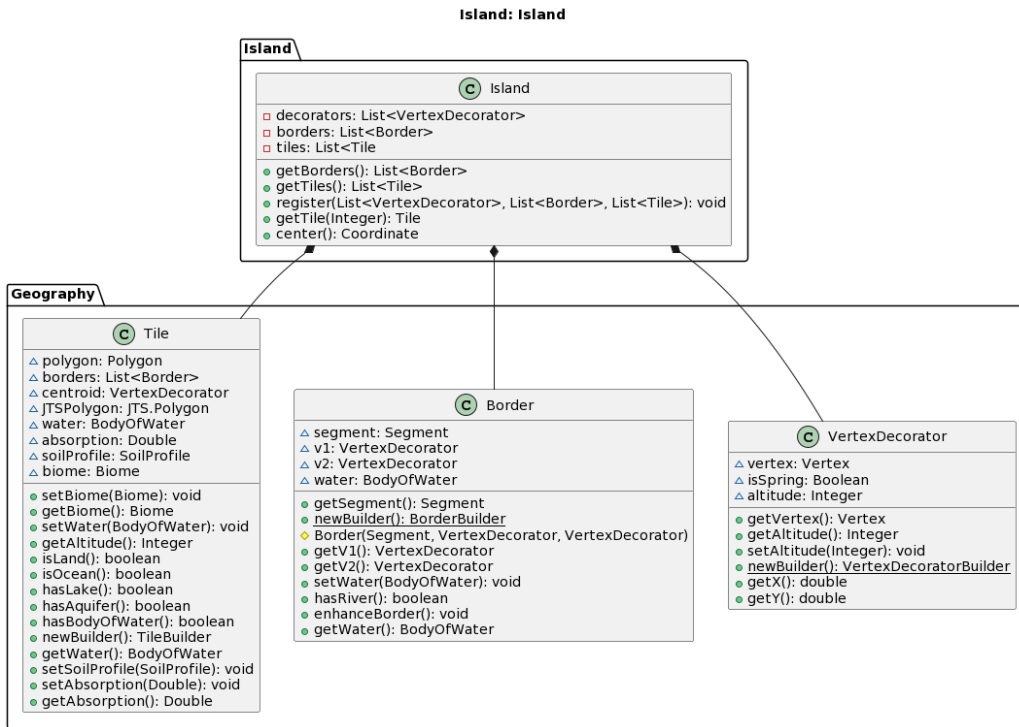 Island: Island
Island
C Island
decorators: List<VertexDecorator>
borders: List<Border>
tiles: List<Tile
getBorders(): List<Border>
getTiles(): List<Tile>
register(List<VertexDecorator>, List<Border>, List<Tile>): void
getTile(Integer): Tile
center(): Coordinate
Geography
C Tile
polygon: Polygon
borders: List<Border>
centroid: VertexDecorator
JTSPolygon: JTS.Polygon
water: BodyOfWater
absorption: Double
soilProfile: SoilProfile
biome: Biome
setBiome(Biome): void
getBiome(): Biome
setWater(BodyOfWater): void
getAltitude(): Integer
isLand(): boolean
isOcean(): boolean
hasLake(): boolean
hasAquifer(): boolean
hasBodyOfWater(): boolean
newBuilder(): TileBuilder
getWater(): BodyOfWater
setSoilProfile(SoilProfile): void
setAbsorption(Double): void
getAbsorption(): Double
C Border
segment: Segment
v1: VertexDecorator
v2: VertexDecorator
water: BodyOfWater
getSegment(): Segment
newBuilder(): BorderBuilder
Border(Segment, VertexDecorator, VertexDecorator)
getV1(): VertexDecorator
getV2(): VertexDecorator
setWater(BodyOfWater): void
hasRiver(): boolean
enhanceBorder(): void
getWater(): BodyOfWater
C VertexDecorator
vertex: Vertex
isSpring: Boolean
altitude: Integer
getVertex(): Vertex
getAltitude(): Integer
setAltitude(Integer): void
newBuilder(): VertexDecoratorBuilder
getX(): double
getY(): double